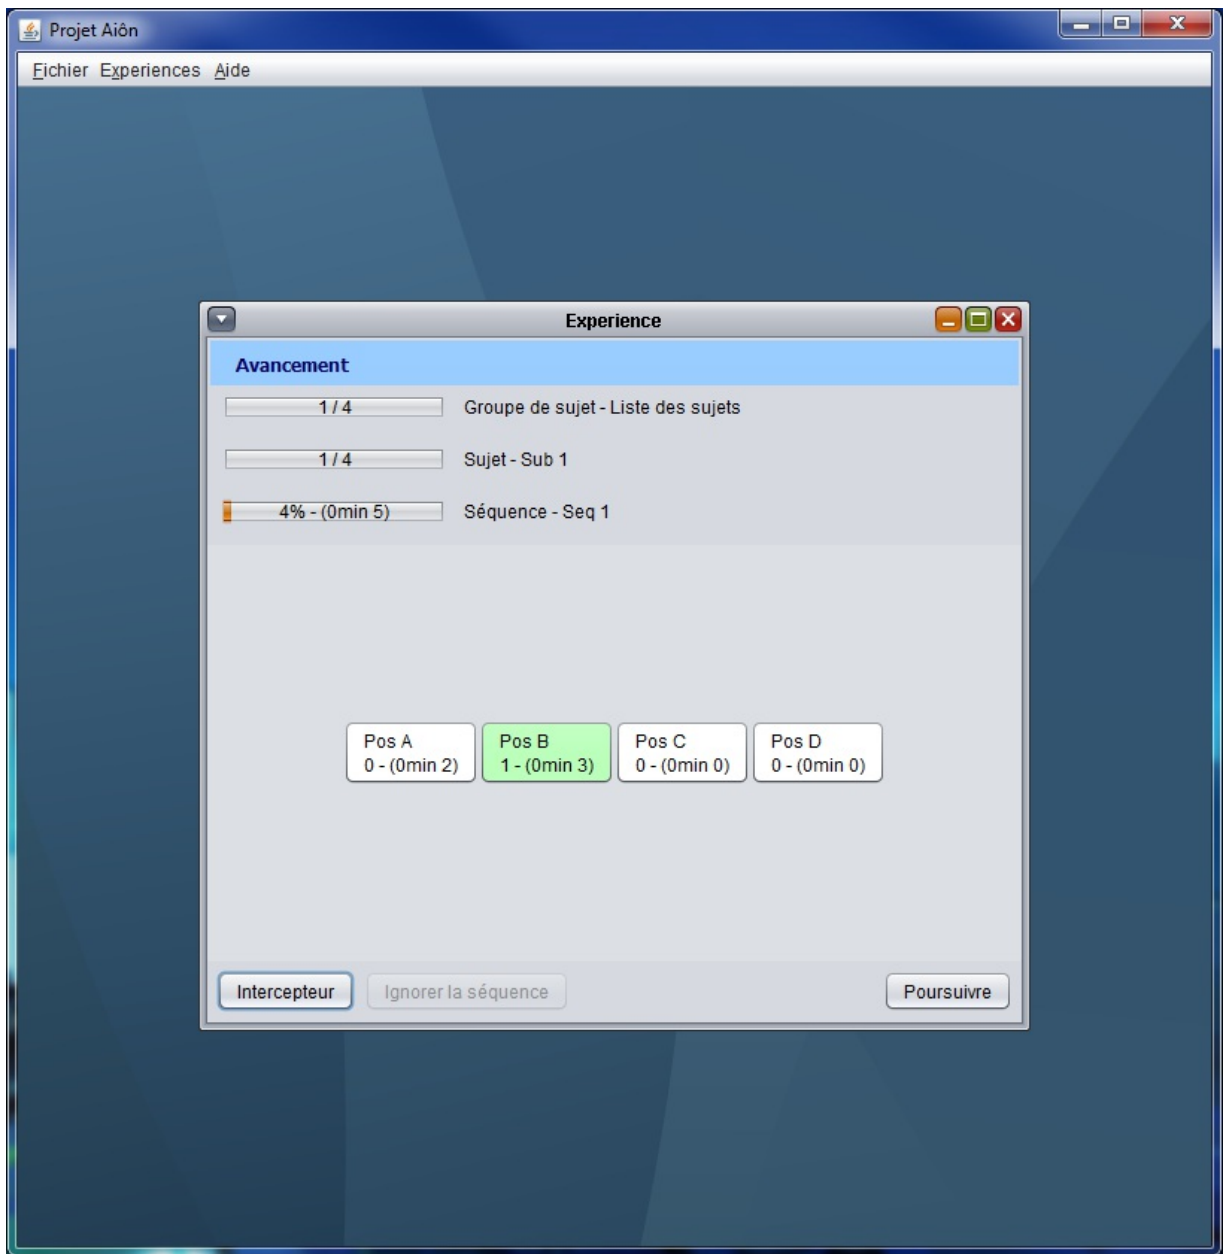 Projet Aiôn
Fichier Experiences Aide
Experience
Avancement
1 / 4 Groupe de sujet - Liste des sujets
1 / 4 Sujet - Sub 1
4% - (0min 5) Séquence - Seq 1
Pos A
0 - (0min 2)
Pos B
1 - (0min 3)
Pos C
0 - (0min 0)
Pos D
0 - (0min 0)
Intercepteur Ignorer la séquence Poursuivre